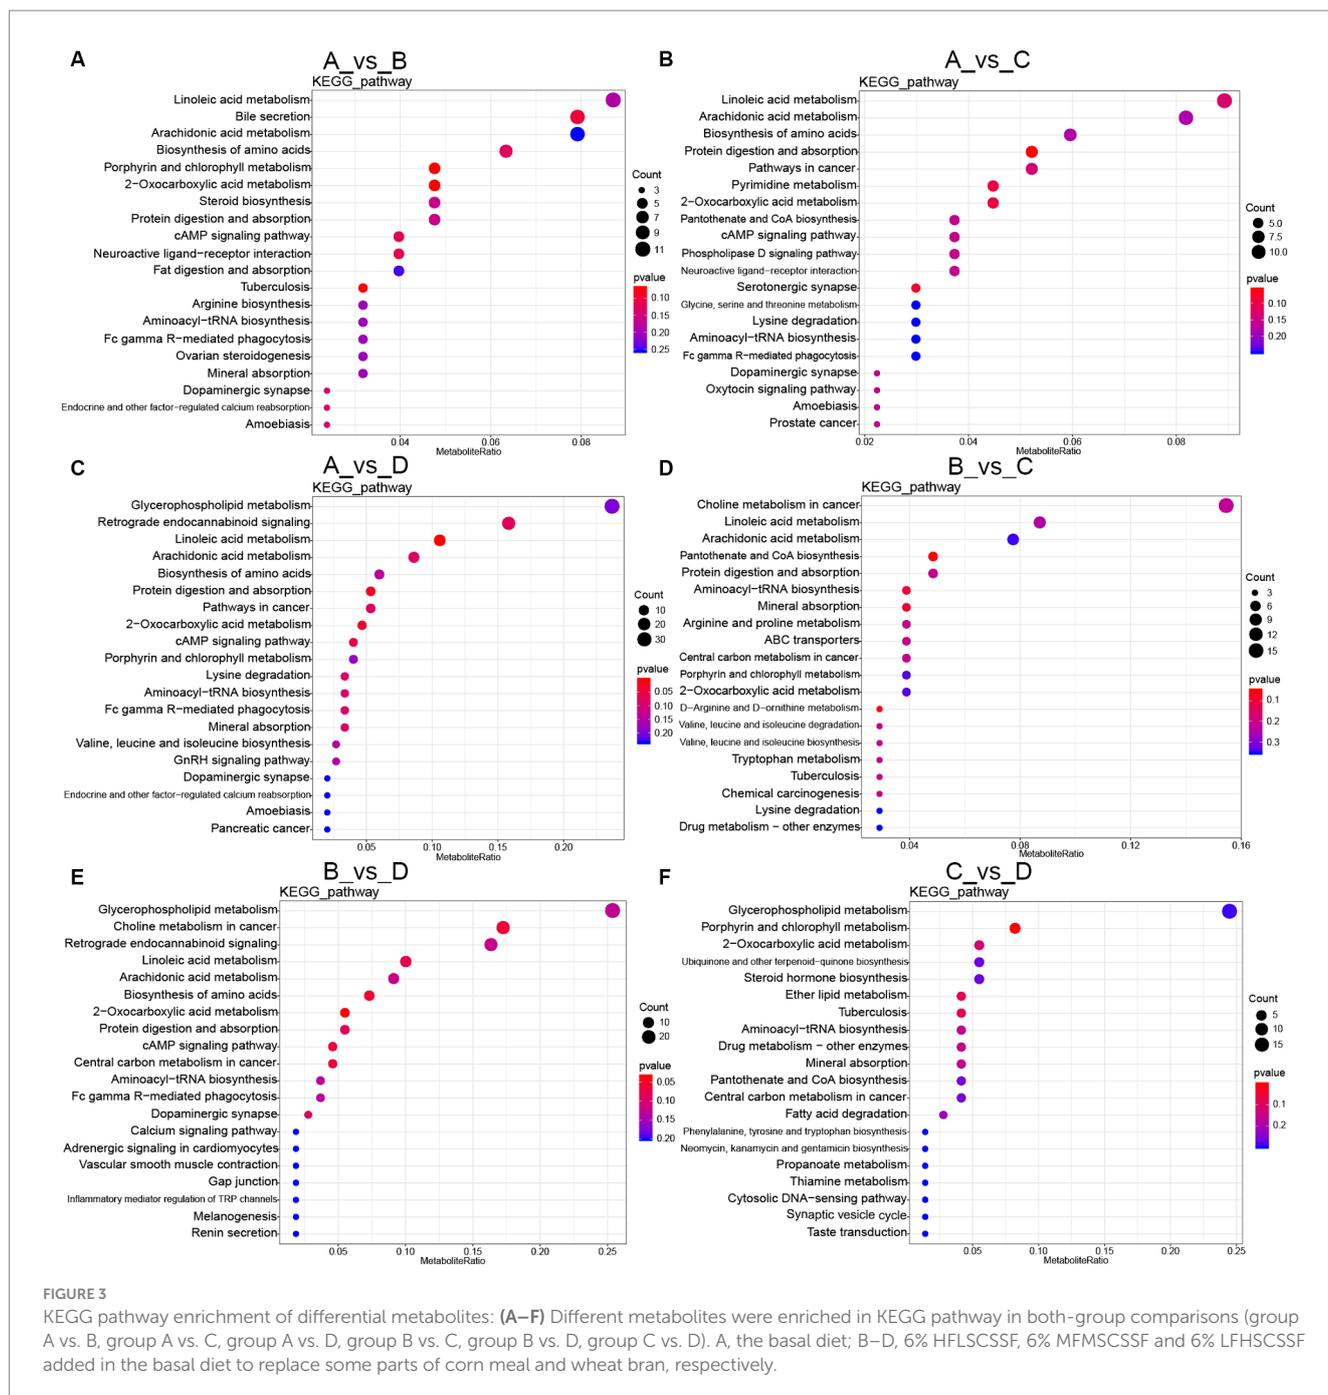 A
A_vs_B
KEGG_pathway
Linoleic acid metabolism
Bile secretion
Arachidonic acid metabolism
Biosynthesis of amino acids
Porphyrin and chlorophyll metabolism
2−Oxocarboxylic acid metabolism
Steroid biosynthesis
Protein digestion and absorption
cAMP signaling pathway
Neuroactive ligand−receptor interaction
Fat digestion and absorption
Tuberculosis
Arginine biosynthesis
Aminoacyl−tRNA biosynthesis
Fc gamma R−mediated phagocytosis
Ovarian steroidogenesis
Mineral absorption
Dopaminergic synapse
Endocrine and other factor−regulated calcium reabsorption
Amoebiasis
0.04 0.06 0.08
MetaboliteRatio
Count
3
5
7
9
11
pvalue
0.10
0.15
0.20
0.25
B
A_vs_C
KEGG_pathway
Linoleic acid metabolism
Arachidonic acid metabolism
Biosynthesis of amino acids
Protein digestion and absorption
Pathways in cancer
Pyrimidine metabolism
2−Oxocarboxylic acid metabolism
Pantothenate and CoA biosynthesis
cAMP signaling pathway
Phospholipase D signaling pathway
Neuroactive ligand−receptor interaction
Serotonergic synapse
Glycine, serine and threonine metabolism
Lysine degradation
Aminoacyl−tRNA biosynthesis
Fc gamma R−mediated phagocytosis
Dopaminergic synapse
Oxytocin signaling pathway
Amoebiasis
Prostate cancer
0.02 0.04 0.06 0.08
MetaboliteRatio
Count
5.0
7.5
10.0
pvalue
0.10
0.15
0.20
C
A_vs_D
KEGG_pathway
Glycerophospholipid metabolism
Retrograde endocannabinoid signaling
Linoleic acid metabolism
Arachidonic acid metabolism
Biosynthesis of amino acids
Protein digestion and absorption
Pathways in cancer
2−Oxocarboxylic acid metabolism
cAMP signaling pathway
Porphyrin and chlorophyll metabolism
Lysine degradation
Aminoacyl−tRNA biosynthesis
Fc gamma R−mediated phagocytosis
Mineral absorption
Valine, leucine and isoleucine biosynthesis
GnRH signaling pathway
Dopaminergic synapse
Endocrine and other factor−regulated calcium reabsorption
Amoebiasis
Pancreatic cancer
0.05 0.10 0.15 0.20
MetaboliteRatio
Count
10
20
30
pvalue
0.05
0.10
0.15
0.20
D
B_vs_C
KEGG_pathway
Choline metabolism in cancer
Linoleic acid metabolism
Arachidonic acid metabolism
Pantothenate and CoA biosynthesis
Protein digestion and absorption
Aminoacyl−tRNA biosynthesis
Mineral absorption
Arginine and proline metabolism
ABC transporters
Central carbon metabolism in cancer
Porphyrin and chlorophyll metabolism
2−Oxocarboxylic acid metabolism
D−Arginine and D−ornithine metabolism
Valine, leucine and isoleucine degradation
Valine, leucine and isoleucine biosynthesis
Tryptophan metabolism
Tuberculosis
Chemical carcinogenesis
Lysine degradation
Drug metabolism − other enzymes
0.04 0.08 0.12 0.16
MetaboliteRatio
Count
3
6
9
12
15
pvalue
0.1
0.2
0.3
E
B_vs_D
KEGG_pathway
Glycerophospholipid metabolism
Choline metabolism in cancer
Retrograde endocannabinoid signaling
Linoleic acid metabolism
Arachidonic acid metabolism
Biosynthesis of amino acids
2−Oxocarboxylic acid metabolism
Protein digestion and absorption
cAMP signaling pathway
Central carbon metabolism in cancer
Aminoacyl−tRNA biosynthesis
Fc gamma R−mediated phagocytosis
Dopaminergic synapse
Calcium signaling pathway
Adrenergic signaling in cardiomyocytes
Vascular smooth muscle contraction
Gap junction
Inflammatory mediator regulation of TRP channels
Melanogenesis
Renin secretion
0.05 0.10 0.15 0.20 0.25
MetaboliteRatio
Count
10
20
pvalue
0.05
0.10
0.15
0.20
F
C_vs_D
KEGG_pathway
Glycerophospholipid metabolism
Porphyrin and chlorophyll metabolism
2−Oxocarboxylic acid metabolism
Ubiquinone and other terpenoid−quinone biosynthesis
Steroid hormone biosynthesis
Ether lipid metabolism
Tuberculosis
Aminoacyl−tRNA biosynthesis
Drug metabolism − other enzymes
Mineral absorption
Pantothenate and CoA biosynthesis
Central carbon metabolism in cancer
Fatty acid degradation
Phenylalanine, tyrosine and tryptophan biosynthesis
Neomycin, kanamycin and gentamicin biosynthesis
Propanoate metabolism
Thiamine metabolism
Cytosolic DNA−sensing pathway
Synaptic vesicle cycle
Taste transduction
0.05 0.10 0.15 0.20 0.25
MetaboliteRatio
Count
5
10
15
pvalue
0.1
0.2
FIGURE 3
KEGG pathway enrichment of differential metabolites: (A–F) Different metabolites were enriched in KEGG pathway in both-group comparisons (group
A vs. B, group A vs. C, group A vs. D, group B vs. C, group B vs. D, group C vs. D). A, the basal diet; B–D, 6% HFLSCSSF, 6% MFMSCSSF and 6% LFHSCSSF
added in the basal diet to replace some parts of corn meal and wheat bran, respectively.